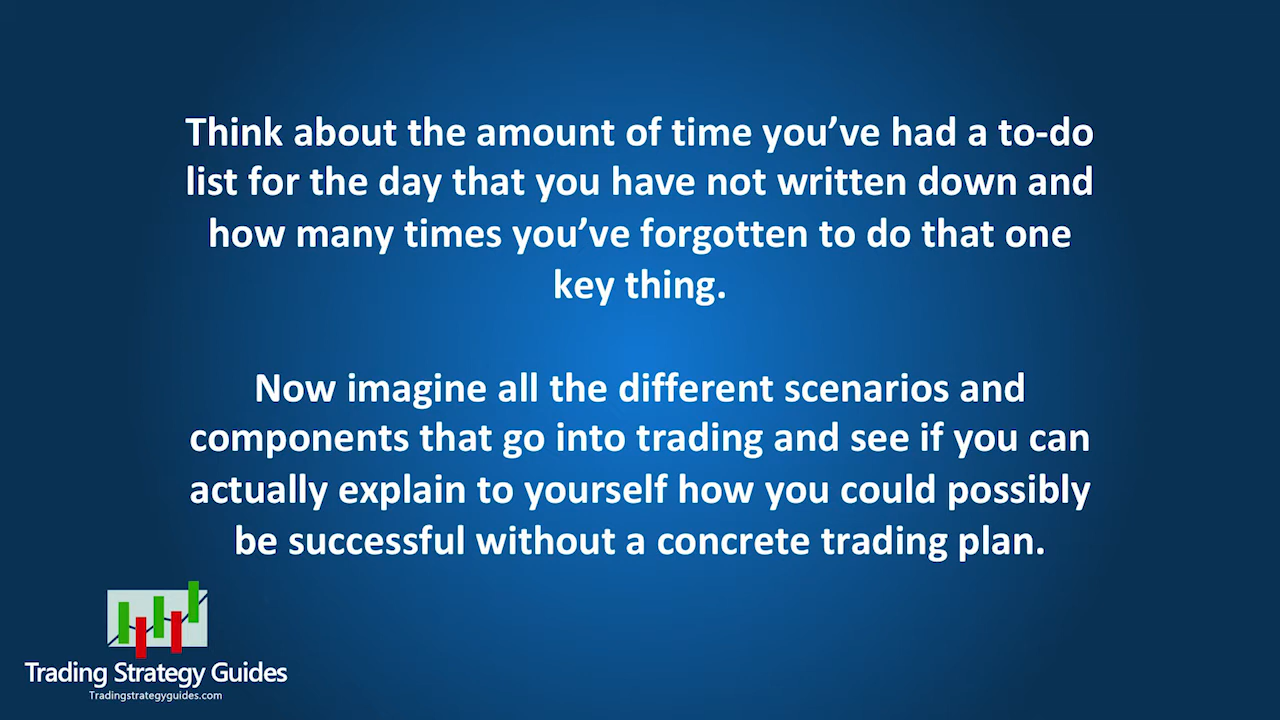 Think about the amount of time you’ve had a to-do
list for the day that you have not written down and
how many times you’ve forgotten to do that one
key thing.
Now imagine all the different scenarios and
components that go into trading and see if you can
actually explain to yourself how you could possibly
be successful without a concrete trading plan.
Trading Strategy Guides
Tradingstrategyguides.com